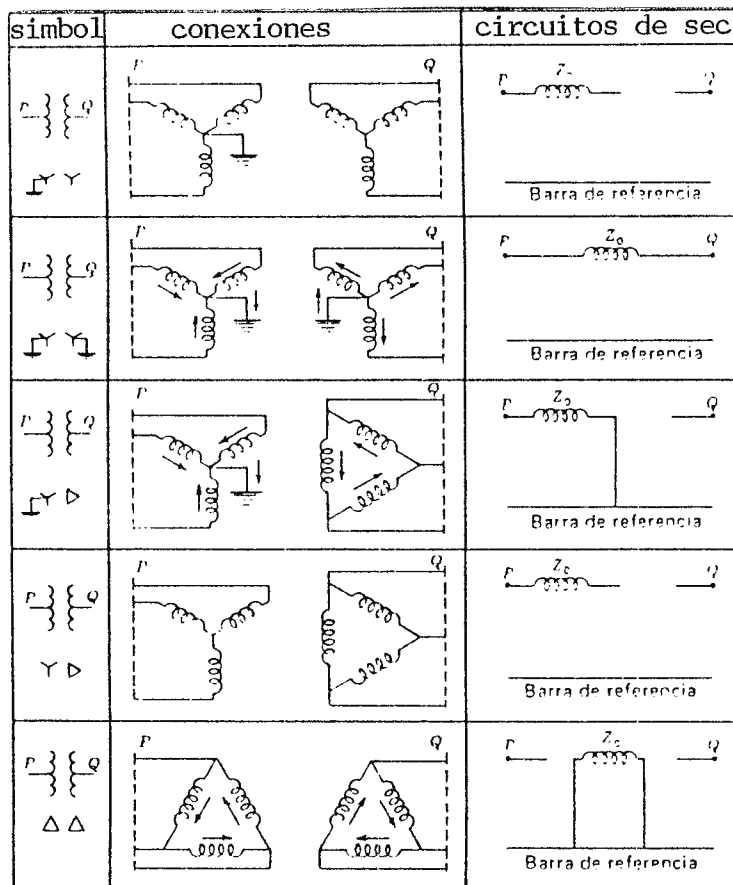 simbol conexiones circuitos de sec
P Q
P Q
Z₀
P Q
Barra de referencia
P Q
P Q
Z₀
P Q
Barra de referencia
P Q
P Q
Z₀
P Q
Barra de referencia
P Q
P Q
Z₀
P Q
Barra de referencia
P Q
P Q
Z₀
P Q
Barra de referencia